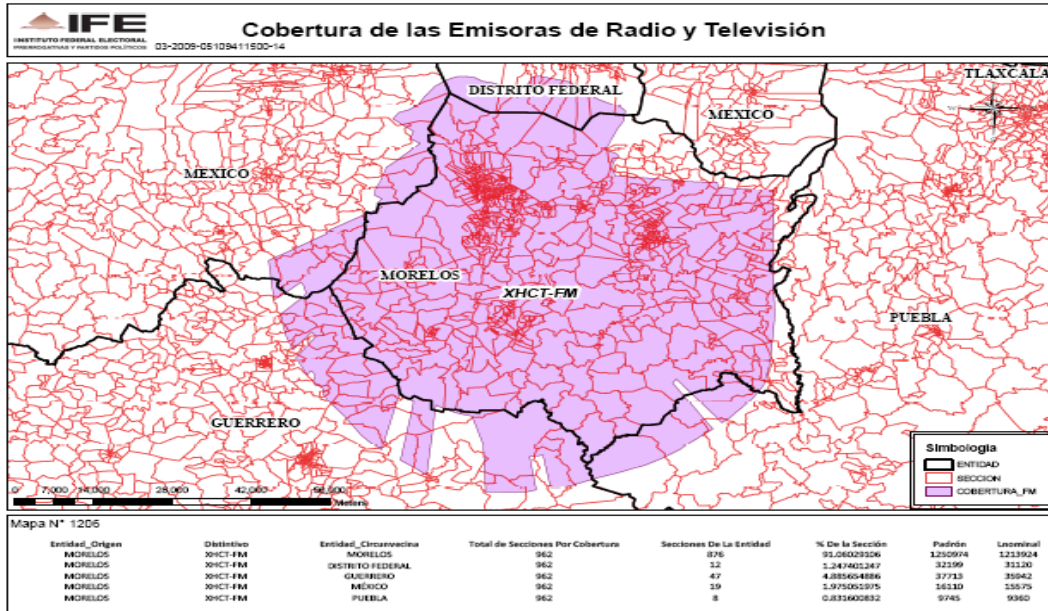 IFE
INSTITUTO FEDERAL ELECTORAL
PRERROGATIVAS Y PARTIDOS POLÍTICOS
03-2009-05109411500-14
Cobertura de las Emisoras de Radio y Televisión
TLAXCALA
DISTRITO FEDERAL
MEXICO
MEXICO
MORELOS
XHCT-FM
PUEBLA
GUERRERO
0 7,000 14,000 28,000 42,000 56,000
Meters
Simbologia
ENTIDAD
SECCION
COBERTURA_FM
Mapa N° 1206
Entidad_Origen Distintivo Entidad_Circunvecina Total de Secciones Por Cobertura Secciones De La Entidad % De la Sección Padrón Lnominal
MORELOS XHCT-FM MORELOS 962 876 91.06029106 1250974 1213924
MORELOS XHCT-FM DISTRITO FEDERAL 962 12 1.247401247 32199 31120
MORELOS XHCT-FM GUERRERO 962 47 4.885654886 37713 35942
MORELOS XHCT-FM MÉXICO 962 19 1.975051975 16110 15575
MORELOS XHCT-FM PUEBLA 962 8 0.831600832 9745 9360